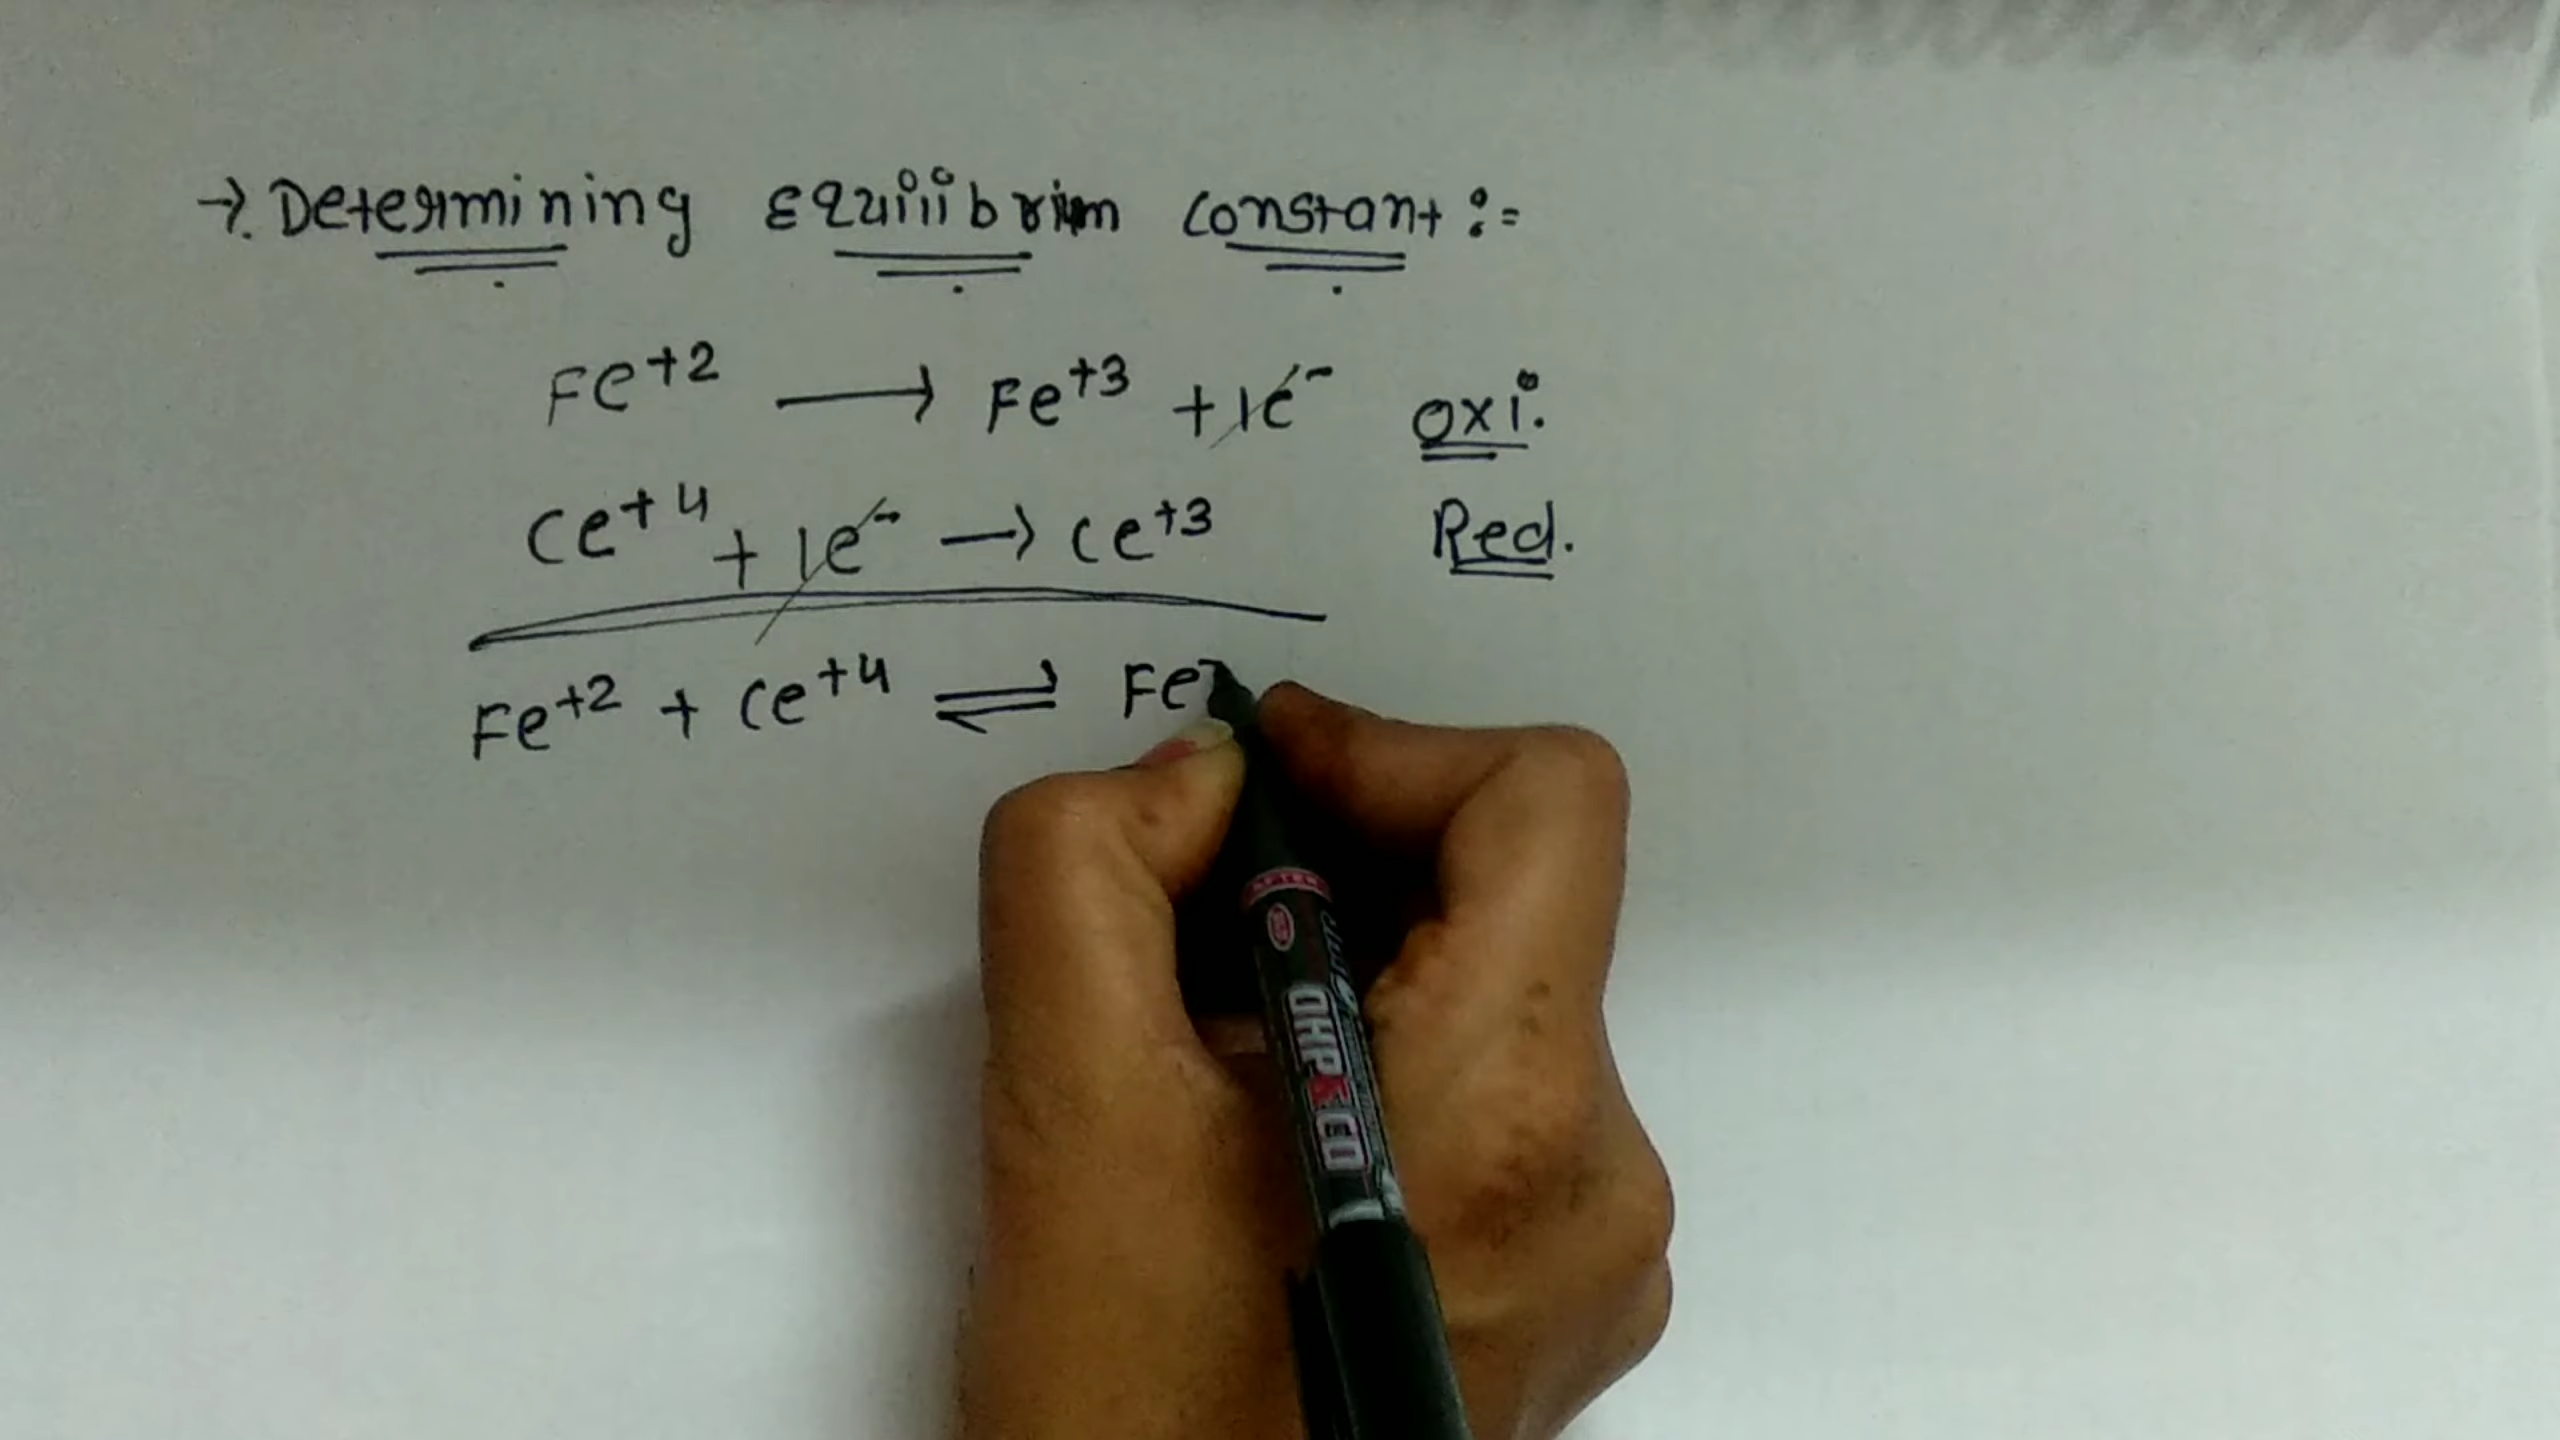 →. Determining Equilibrium constant :=
Fe⁺² ⟶ Fe⁺³ + 1e⁻ oxi.
Ce⁺⁴ + 1e⁻ → Ce⁺³ Red.
Fe⁺² + Ce⁺⁴ ⇌ Fe
OHP